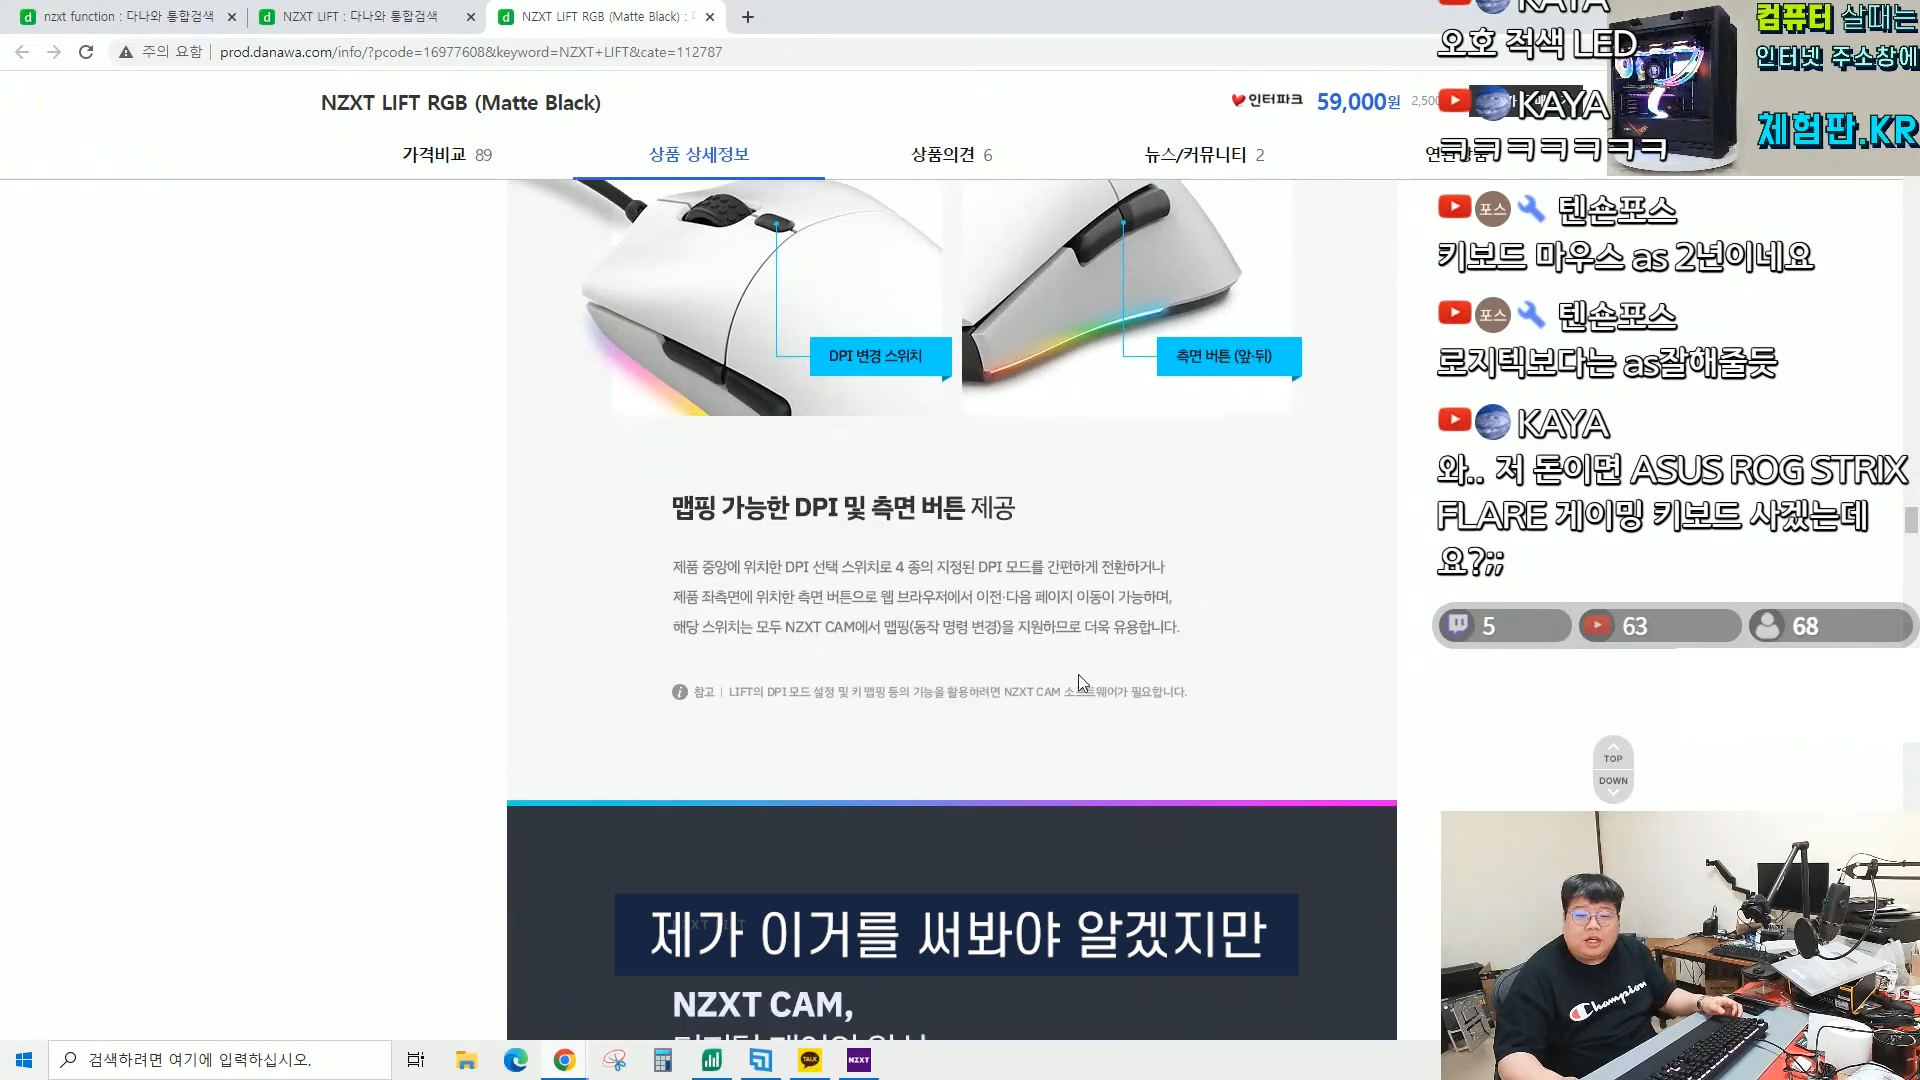 nzxt function : 다나와 통합검색
NZXT LIFT : 다나와 통합검색
NZXT LIFT RGB (Matte Black) :
주의 요함
prod.danawa.com/info/?pcode=16977608&keyword=NZXT+LIFT&cate=112787
NZXT LIFT RGB (Matte Black)
인터파크 59,000원 2,500
가격비교 89
상품 상세정보
상품의견 6
뉴스/커뮤니티 2
DPI 변경 스위치
측면 버튼 (앞·뒤)
맵핑 가능한 DPI 및 측면 버튼 제공
제품 중앙에 위치한 DPI 선택 스위치로 4 종의 지정된 DPI 모드를 간편하게 전환하거나
제품 좌측면에 위치한 측면 버튼으로 웹 브라우저에서 이전·다음 페이지 이동이 가능하며,
해당 스위치는 모두 NZXT CAM에서 맵핑(동작 명령 변경)을 지원하므로 더욱 유용합니다.
참고 | LIFT의 DPI 모드 설정 및 키 맵핑 등의 기능을 활용하려면 NZXT CAM 소프트웨어가 필요합니다.
제가 이거를 써봐야 알겠지만
NZXT CAM,
KAYA
오호 적색 LED
KAYA
ㅋㅋㅋㅋㅋㅋㅋ
포스 텐숀포스
키보드 마우스 as 2년이네요
포스 텐숀포스
로지텍보다는 as잘해줄듯
KAYA
와.. 저 돈이면 ASUS ROG STRIX
FLARE 게이밍 키보드 사겠는데
요?;;
5
63
68
컴퓨터 살때는
인터넷 주소창에
체험판.KR
TOP
DOWN
Champion
검색하려면 여기에 입력하십시오.
TALK
NZXT